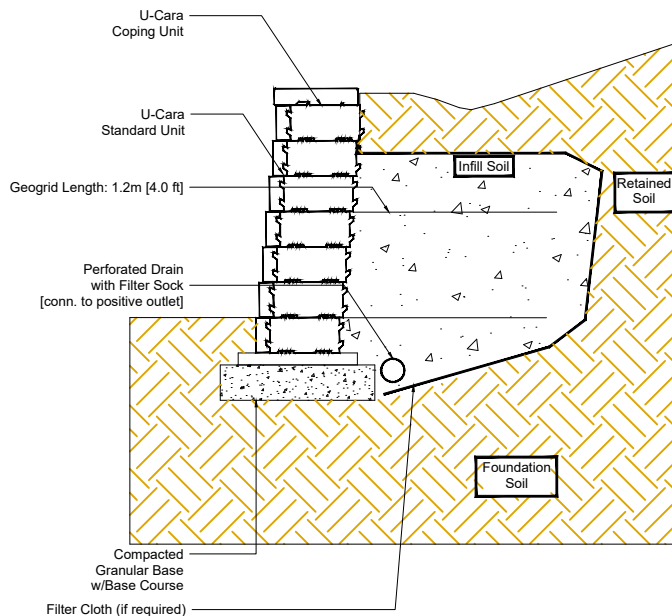 U-Cara
Coping Unit
U-Cara
Standard Unit
Infill Soil
Geogrid Length: 1.2m [4.0 ft]
Retained
Soil
Perforated Drain
with Filter Sock
[conn. to positive outlet]
Foundation
Soil
Compacted
Granular Base
w/Base Course
Filter Cloth (if required)